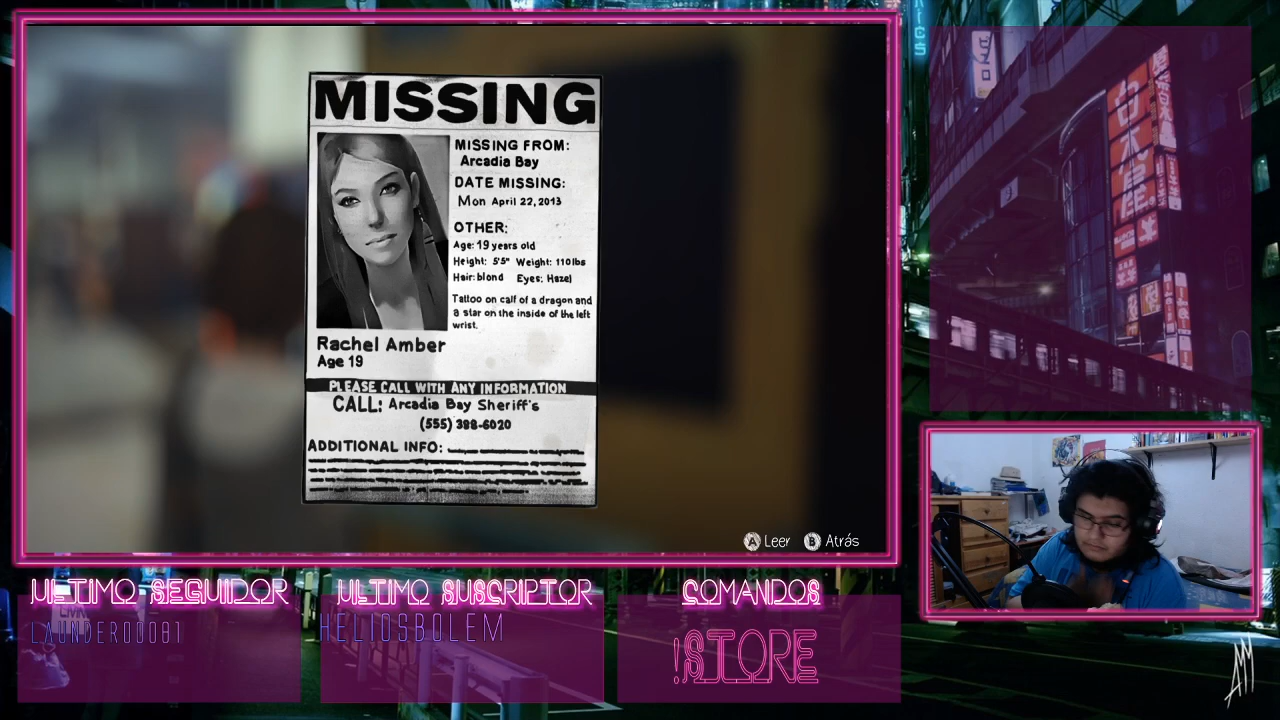 MISSING
MISSING FROM:
Arcadia Bay
DATE MISSING:
Mon April 22, 2013
OTHER:
Age: 19 years old
Height: 5'5" Weight: 110lbs
Hair: blond Eyes: Hazel
Tattoo on calf of a dragon and
a star on the inside of the left
wrist.
Rachel Amber
Age 19
PLEASE CALL WITH ANY INFORMATION
CALL: Arcadia Bay Sheriff's
(555) 388-6020
ADDITIONAL INFO:
A Leer B Atrás
ULTIMO SEGUIDOR
LAUNDER00081
ULTIMO SUSCRIPTOR
HELIOSBOLEM
COMANDOS
!STORE